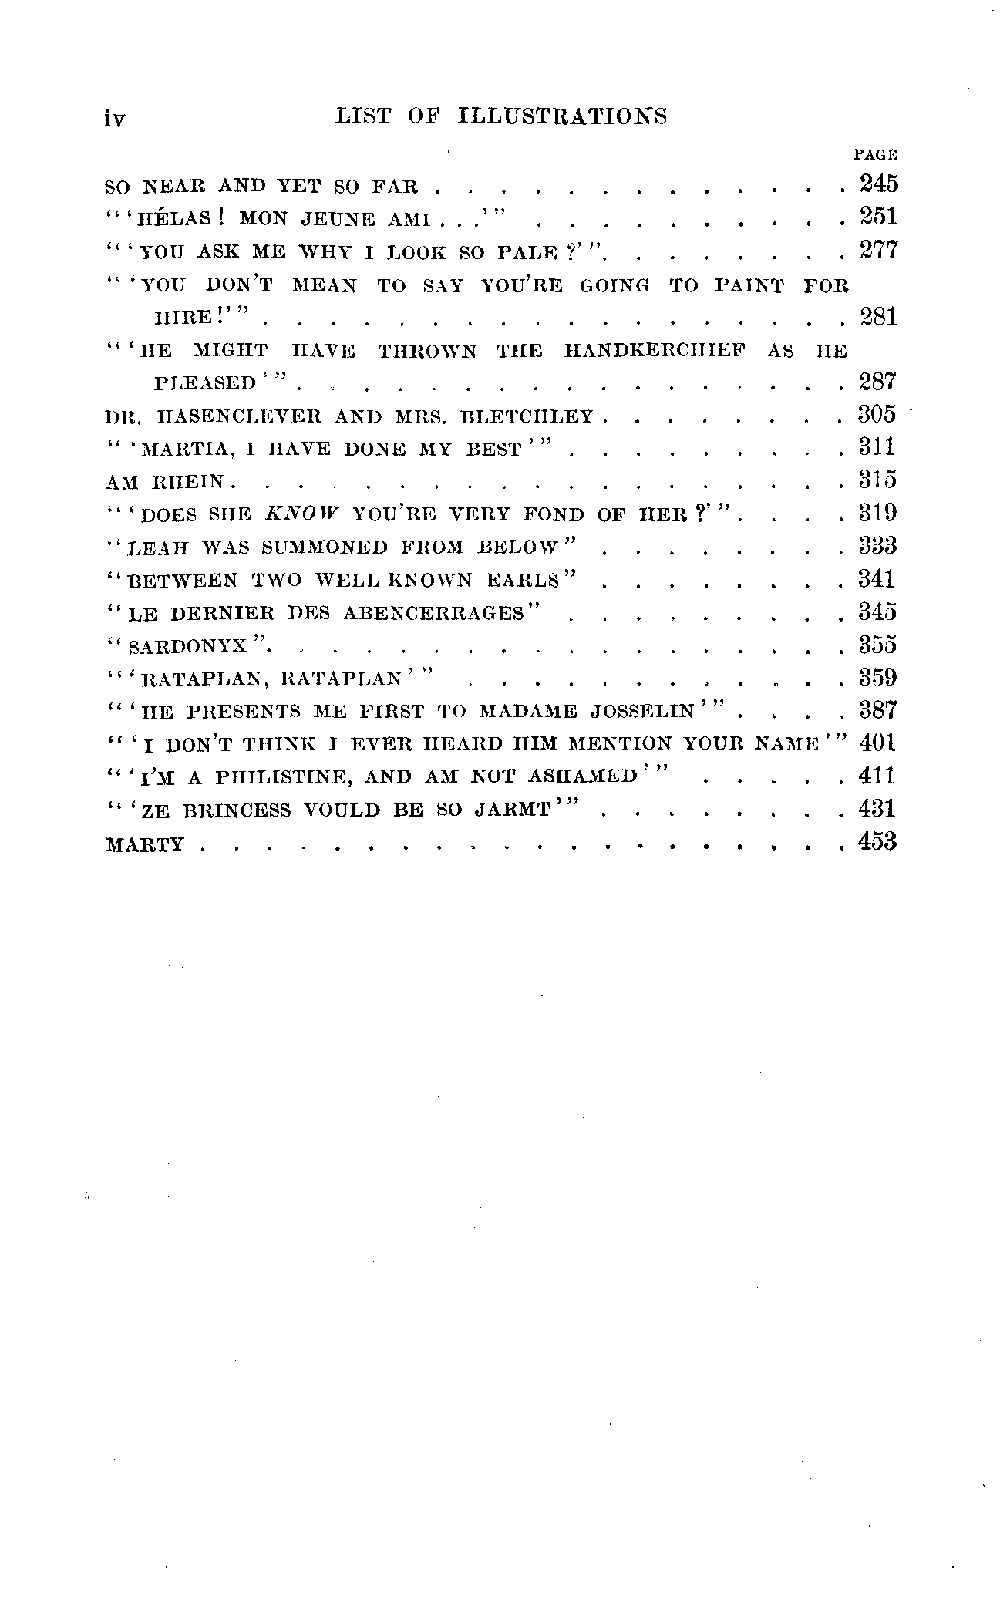 iv LIST OF ILLUSTRATIONS
PAGE
SO NEAR AND YET SO FAR . . . . . . . . . . . . . 245
"'HÉLAS! MON JEUNE AMI . . .'" . . . . . . . . . . 251
"'YOU ASK ME WHY I LOOK SO PALE?'". . . . . . . . 277
"'YOU DON'T MEAN TO SAY YOU'RE GOING TO PAINT FOR
HIRE!'" . . . . . . . . . . . . . . . . . . 281
"'HE MIGHT HAVE THROWN THE HANDKERCHIEF AS HE
PLEASED'" . . . . . . . . . . . . . . . . . 287
DR. HASENCLEVER AND MRS. BLETCHLEY . . . . . . . . 305
"'MARTIA, I HAVE DONE MY BEST'" . . . . . . . . . 311
AM RHEIN . . . . . . . . . . . . . . . . . . . 315
"'DOES SHE KNOW YOU'RE VERY FOND OF HER?'" . . . . 319
"LEAH WAS SUMMONED FROM BELOW" . . . . . . . . 333
"BETWEEN TWO WELL KNOWN EARLS" . . . . . . . . 341
"LE DERNIER DES ABENCERRAGES" . . . . . . . . . 345
"SARDONYX". . . . . . . . . . . . . . . . . . 355
"'RATAPLAN, RATAPLAN'" . . . . . . . . . . . . 359
"'HE PRESENTS ME FIRST TO MADAME JOSSELIN'" . . . . 387
"'I DON'T THINK I EVER HEARD HIM MENTION YOUR NAME'" 401
"'I'M A PHILISTINE, AND AM NOT ASHAMED'" . . . . . 411
"'ZE BRINCESS VOULD BE SO JARMT'" . . . . . . . . 431
MARTY . . . . . . . . . . . . . . . . . . . . 453